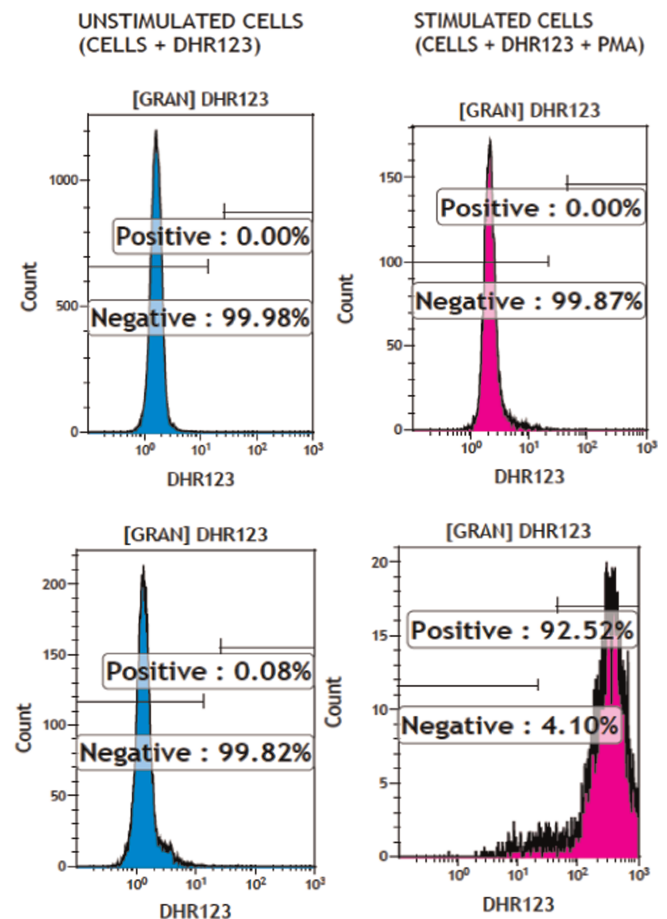 UNSTIMULATED CELLS
(CELLS + DHR123)
STIMULATED CELLS
(CELLS + DHR123 + PMA)
[GRAN] DHR123
1000
500
0
Count
Positive : 0.00%
Negative : 99.98%
10⁰ 10¹ 10² 10³
DHR123
[GRAN] DHR123
150
100
50
0
Count
Positive : 0.00%
Negative : 99.87%
10⁰ 10¹ 10² 10³
DHR123
[GRAN] DHR123
200
150
100
50
0
Count
Positive : 0.08%
Negative : 99.82%
10⁰ 10¹ 10² 10³
DHR123
[GRAN] DHR123
20
15
10
5
0
Count
Positive : 92.52%
Negative : 4.10%
10⁰ 10¹ 10² 10³
DHR123